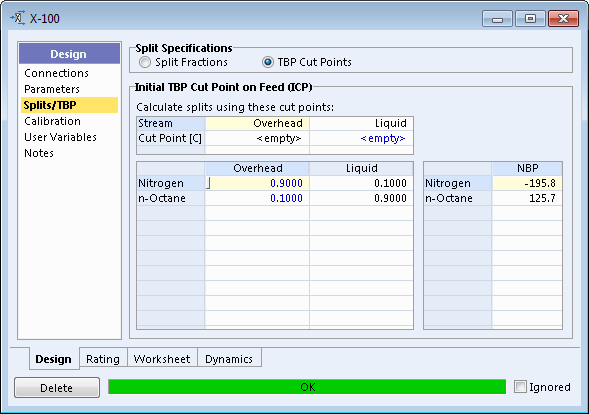 X-100
Design
Connections
Parameters
Splits/TBP
Calibration
User Variables
Notes
Split Specifications
Split Fractions TBP Cut Points
Initial TBP Cut Point on Feed (ICP)
Calculate splits using these cut points:
Stream Overhead Liquid
Cut Point [C] <empty> <empty>
Overhead Liquid
Nitrogen 0.9000 0.1000
n-Octane 0.1000 0.9000
NBP
Nitrogen -195.8
n-Octane 125.7
Design Rating Worksheet Dynamics
Delete OK Ignored